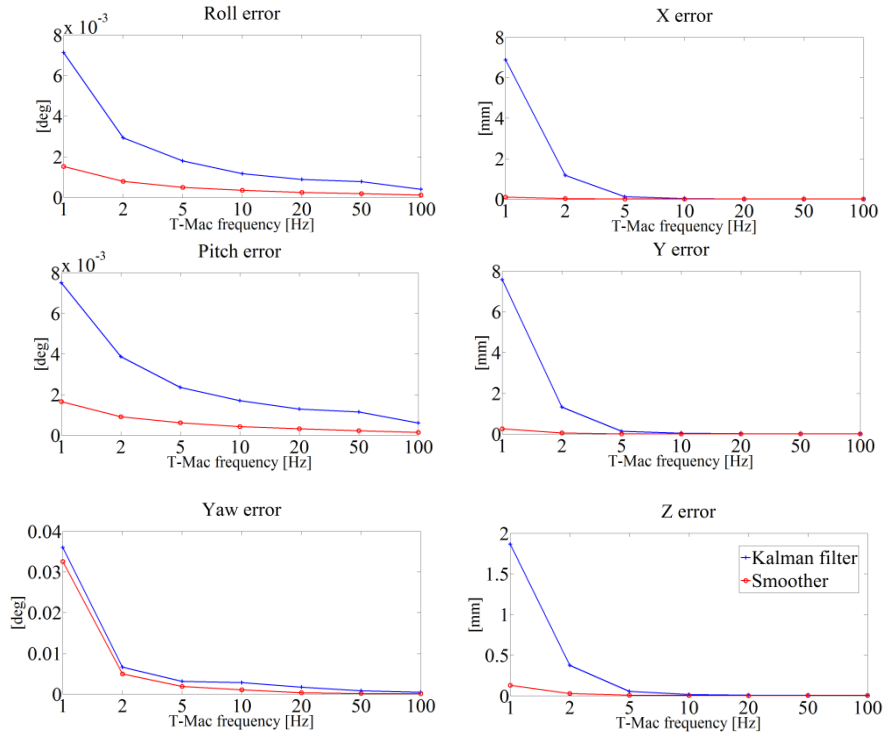 Roll error
x 10-3
8
6
4
2
0
[deg]
1 2 5 10 20 50 100
T-Mac frequency [Hz]
X error
8
6
4
2
0
[mm]
1 2 5 10 20 50 100
T-Mac frequency [Hz]
Pitch error
x 10-3
8
6
4
2
0
[deg]
1 2 5 10 20 50 100
T-Mac frequency [Hz]
Y error
8
6
4
2
0
[mm]
1 2 5 10 20 50 100
T-Mac frequency [Hz]
Yaw error
0.04
0.03
0.02
0.01
0
[deg]
1 2 5 10 20 50 100
T-Mac frequency [Hz]
Z error
2
1.5
1
0.5
0
[mm]
Kalman filter
Smoother
1 2 5 10 20 50 100
T-Mac frequency [Hz]